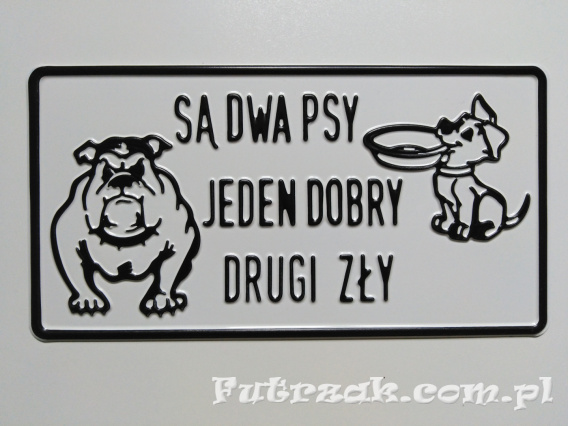 SĄ DWA PSY
JEDEN DOBRY
DRUGI ZŁY
Futrzak.com.pl